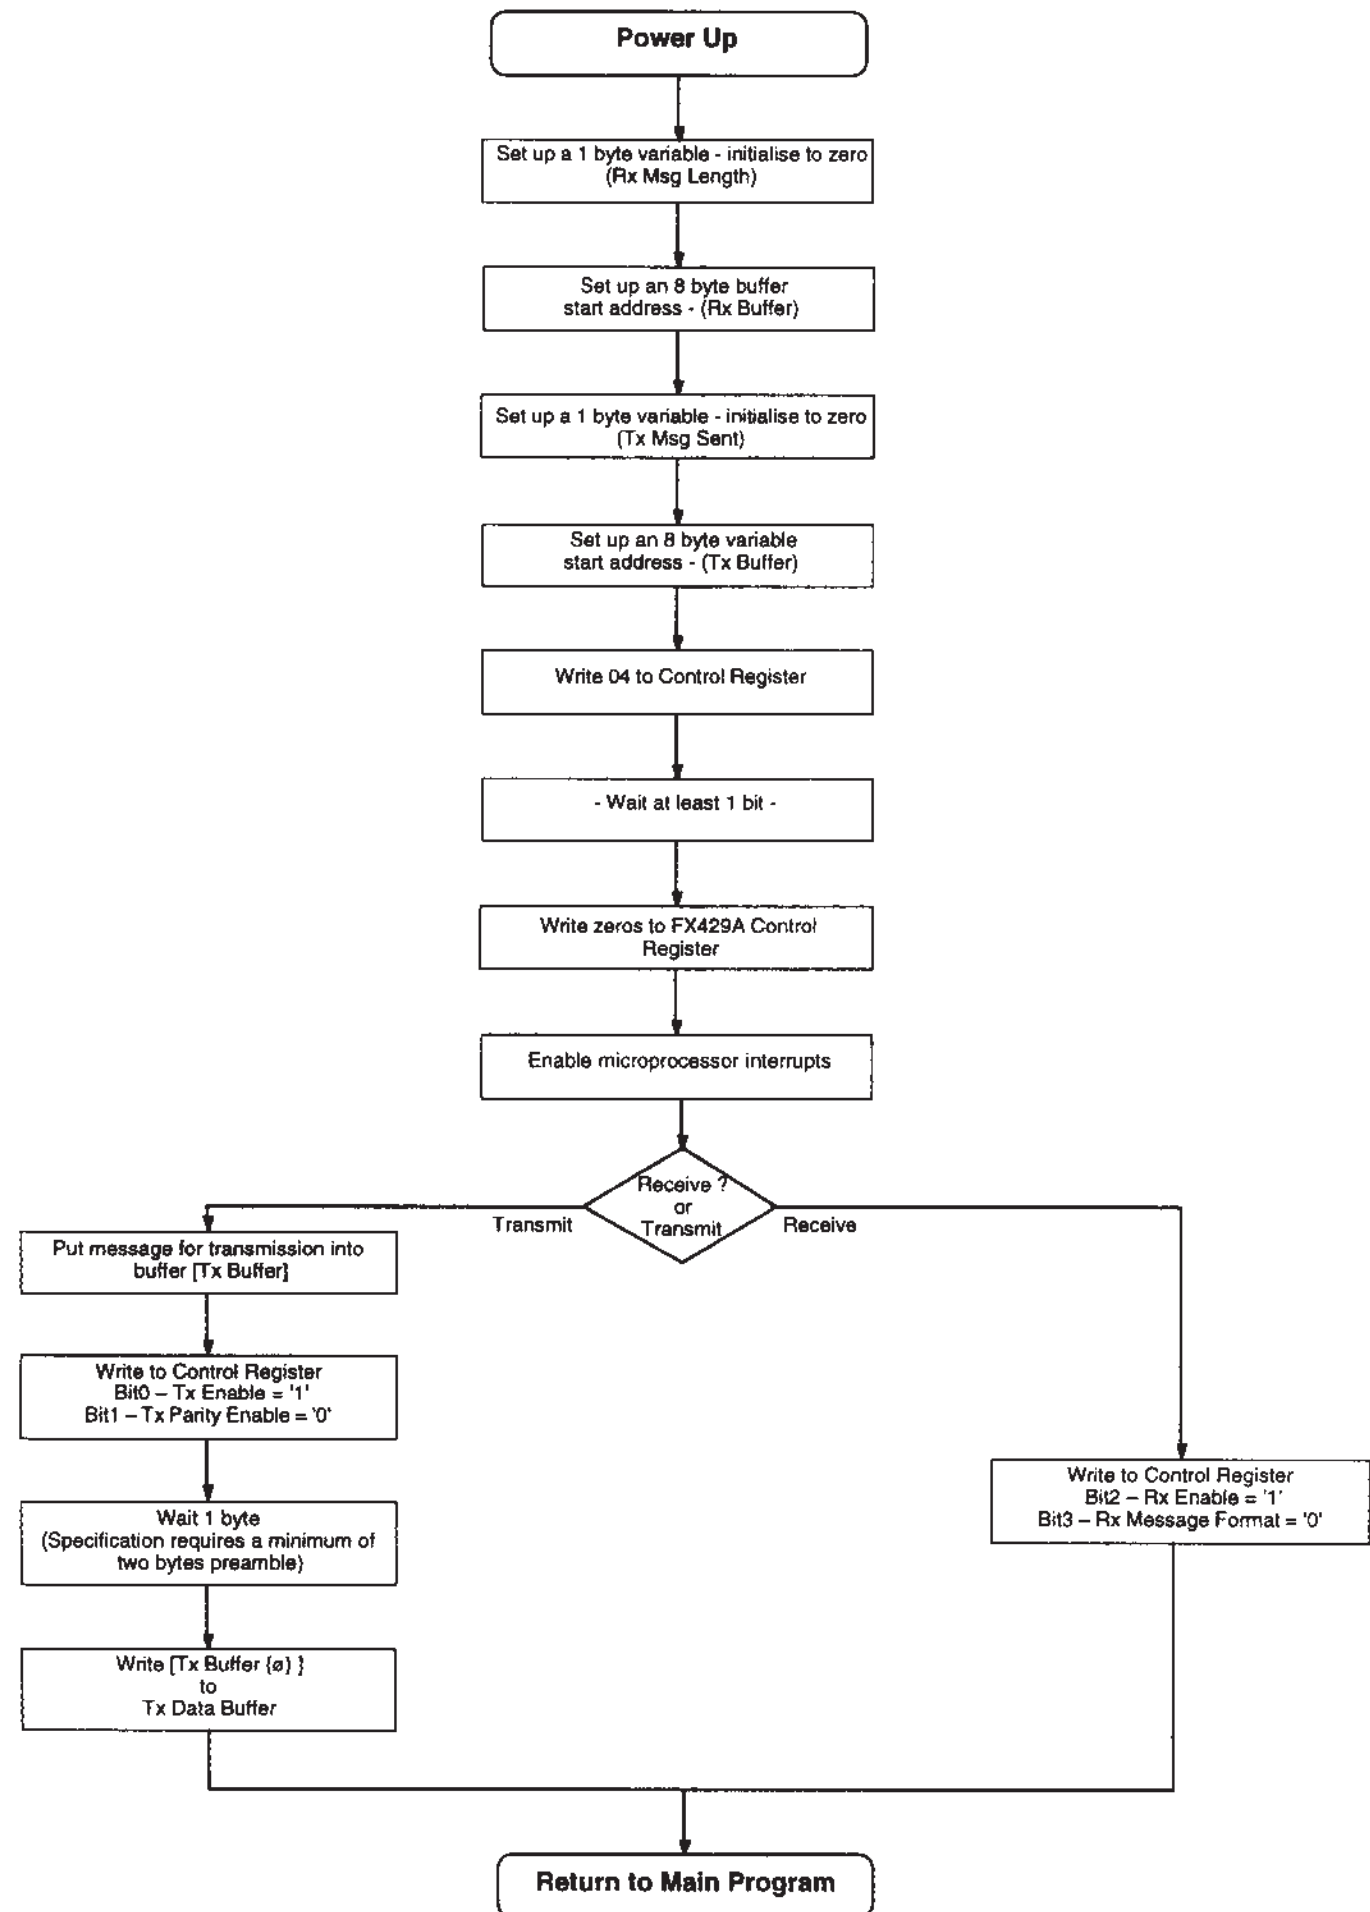 Power Up
Set up a 1 byte variable - initialise to zero
(Rx Msg Length)
Set up an 8 byte buffer
start address - (Rx Buffer)
Set up a 1 byte variable - initialise to zero
(Tx Msg Sent)
Set up an 8 byte variable
start address - (Tx Buffer)
Write 04 to Control Register
- Wait at least 1 bit -
Write zeros to FX429A Control
Register
Enable microprocessor interrupts
Receive ?
or
Transmit
Transmit
Receive
Put message for transmission into
buffer [Tx Buffer]
Write to Control Register
Bit0 – Tx Enable = '1'
Bit1 – Tx Parity Enable = '0'
Wait 1 byte
(Specification requires a minimum of
two bytes preamble)
Write [Tx Buffer (ø) ]
to
Tx Data Buffer
Write to Control Register
Bit2 – Rx Enable = '1'
Bit3 – Rx Message Format = '0'
Return to Main Program